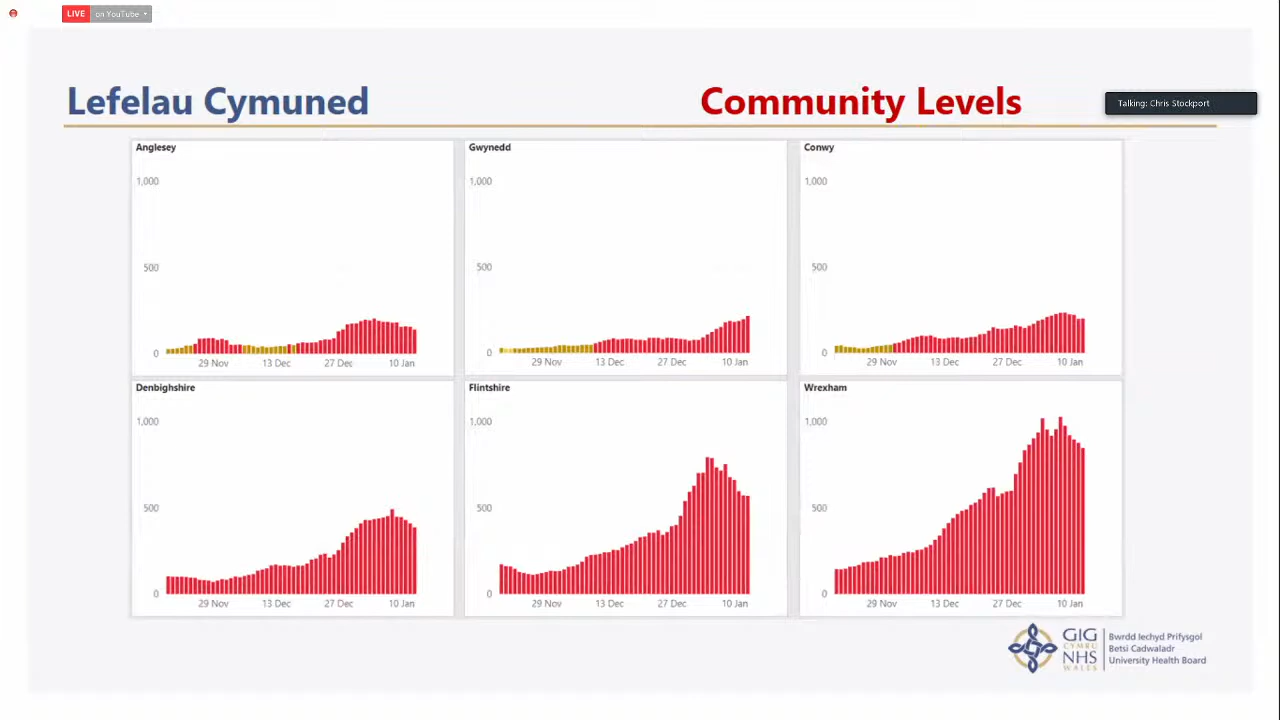 LIVE on YouTube
Lefelau Cymuned
Community Levels
Talking: Chris Stockport
Anglesey
1,000
500
0
29 Nov 13 Dec 27 Dec 10 Jan
Gwynedd
1,000
500
0
29 Nov 13 Dec 27 Dec 10 Jan
Conwy
1,000
500
0
29 Nov 13 Dec 27 Dec 10 Jan
Denbighshire
1,000
500
0
29 Nov 13 Dec 27 Dec 10 Jan
Flintshire
1,000
500
0
29 Nov 13 Dec 27 Dec 10 Jan
Wrexham
1,000
500
0
29 Nov 13 Dec 27 Dec 10 Jan
GIG
CYMRU
NHS
WALES
Bwrdd Iechyd Prifysgol
Betsi Cadwaladr
University Health Board